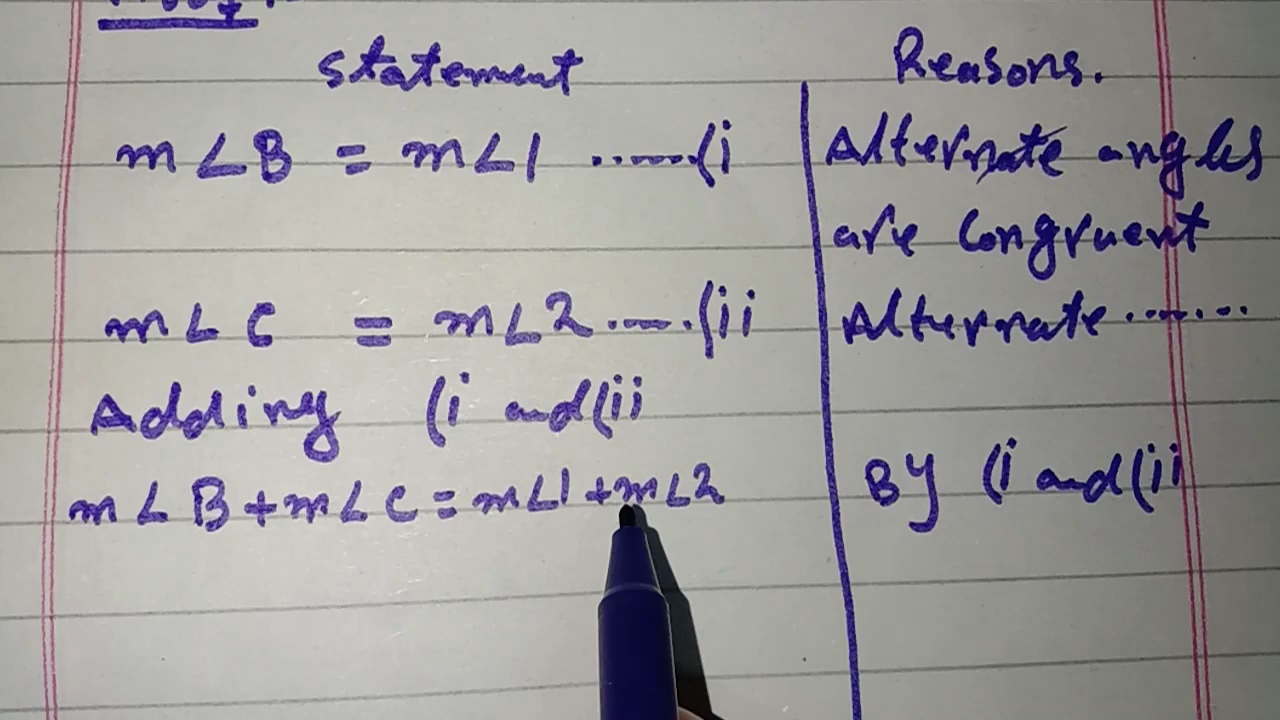 statement Reasons.
m∠B = m∠1 ......(i Alternate angles
are congruent
m∠C = m∠2......(ii Alternate.......
Adding (i and(ii
m∠B+m∠C=m∠1+m∠2 By (i and(ii